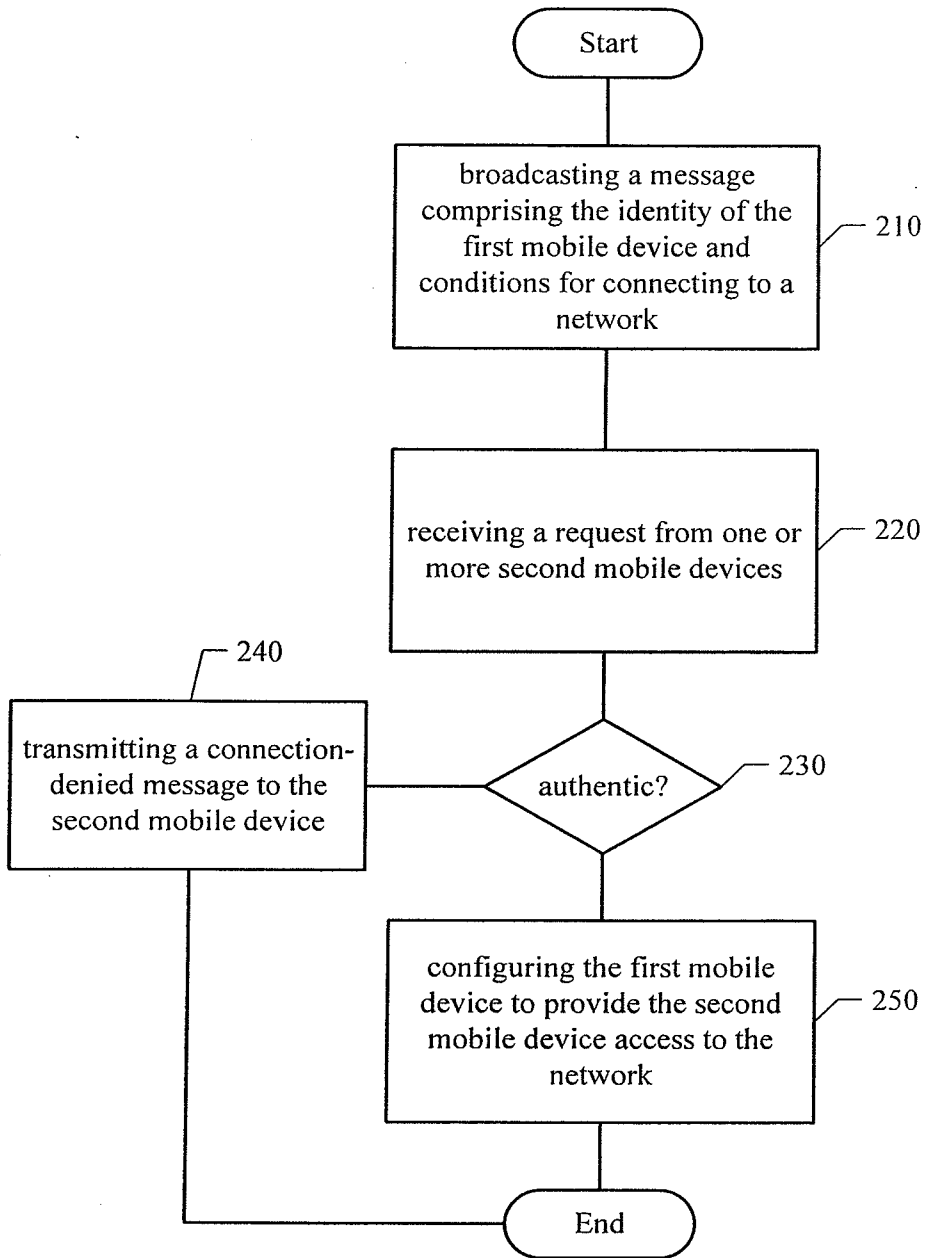 Start
broadcasting a message
comprising the identity of the
first mobile device and
conditions for connecting to a
network
210
receiving a request from one or
more second mobile devices
220
240
transmitting a connection-
denied message to the
second mobile device
authentic?
230
configuring the first mobile
device to provide the second
mobile device access to the
network
250
End